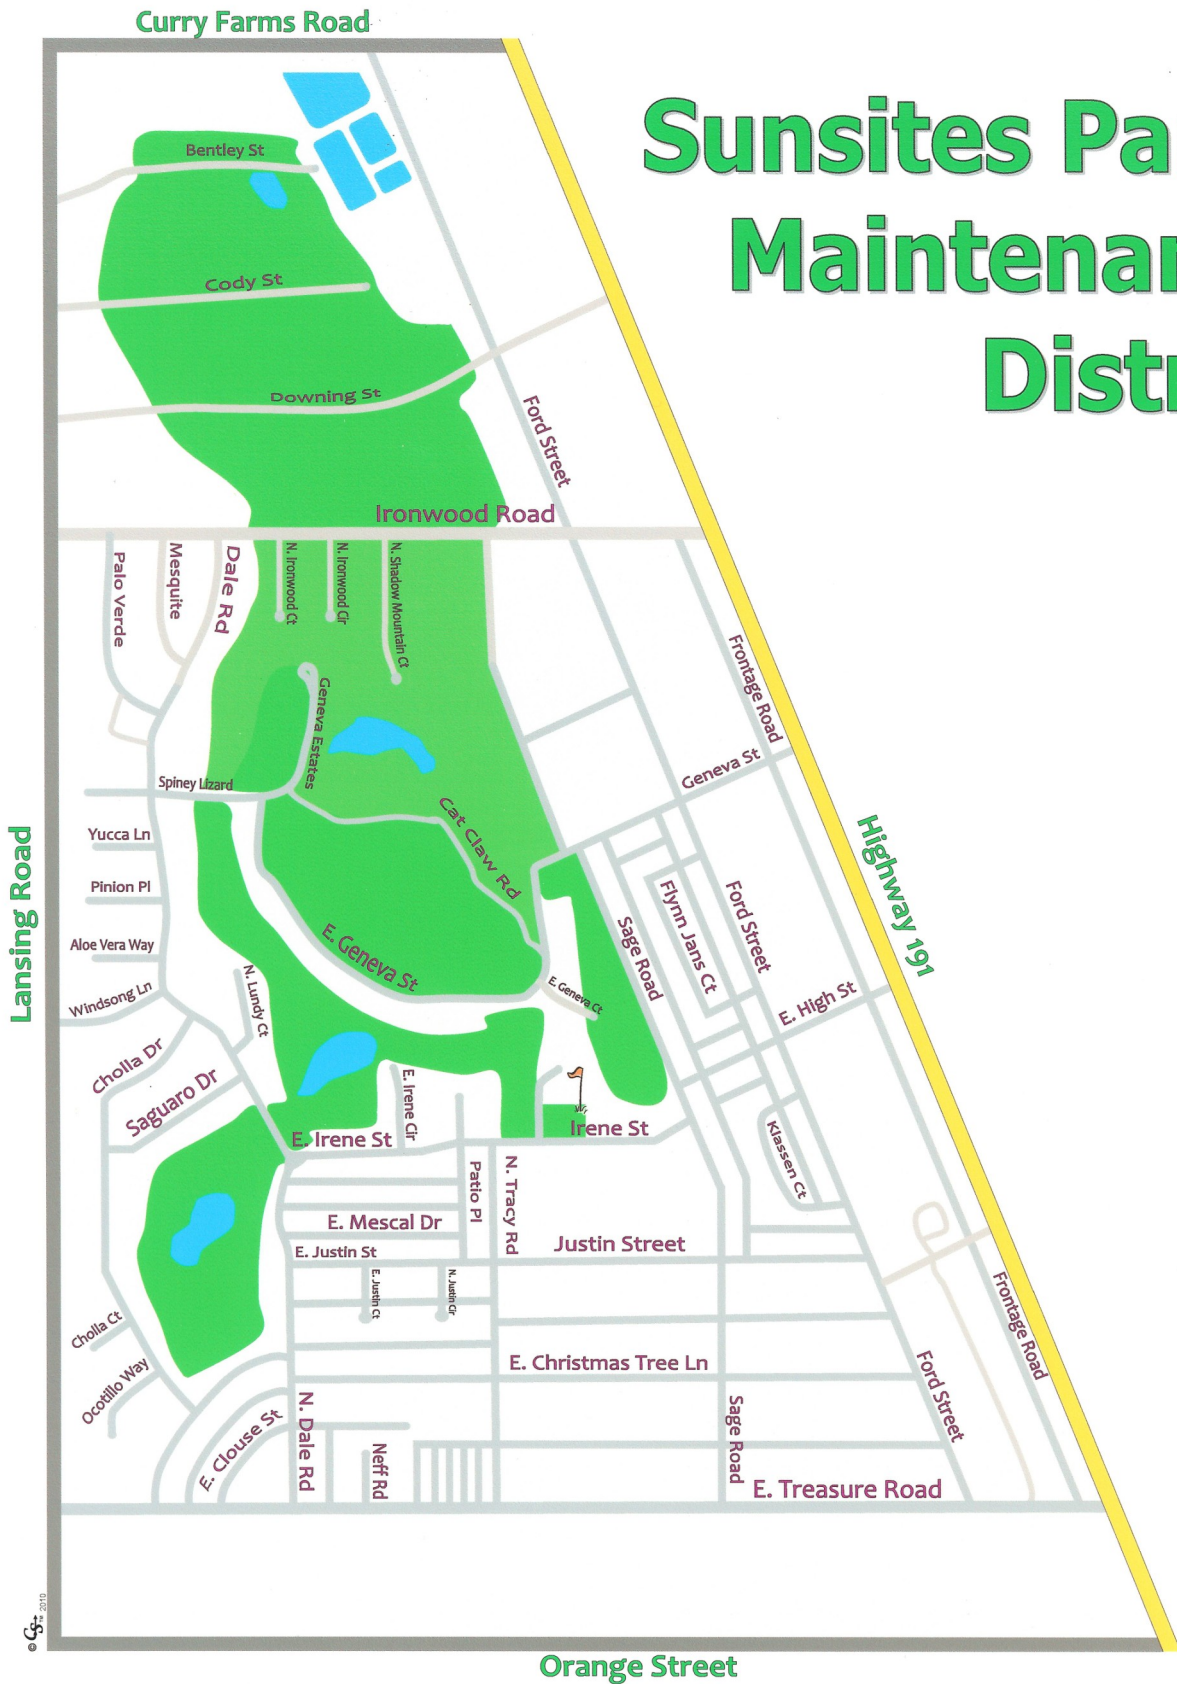 Curry Farms Road
Sunsites Pa
Maintenan
Distr
Bentley St
Cody St
Downing St
Ford Street
Ironwood Road
Palo Verde
Mesquite
Dale Rd
N. Ironwood Ct
N. Ironwood Cir
N. Shadow Mountain Ct
Frontage Road
Geneva Estates
Geneva St
Spiney Lizard
Cat Claw Rd
Yucca Ln
Pinion Pl
Lansing Road
Highway 191
Flynn Jans Ct
Ford Street
Sage Road
E. Geneva St
Aloe Vera Way
N. Lundy Ct
E. Geneva Ct
E. High St
Windsong Ln
Cholla Dr
Saguaro Dr
E. Irene Cir
E. Irene St
Irene St
Klassen Ct
Patio Pl
N. Tracy Rd
E. Mescal Dr
Justin Street
E. Justin St
E. Justin Ct
N. Justin Cir
Frontage Road
Cholla Ct
E. Christmas Tree Ln
Ford Street
Ocotillo Way
E. Clouse St
N. Dale Rd
Neff Rd
Sage Road
E. Treasure Road
© CS ™ 2010
Orange Street